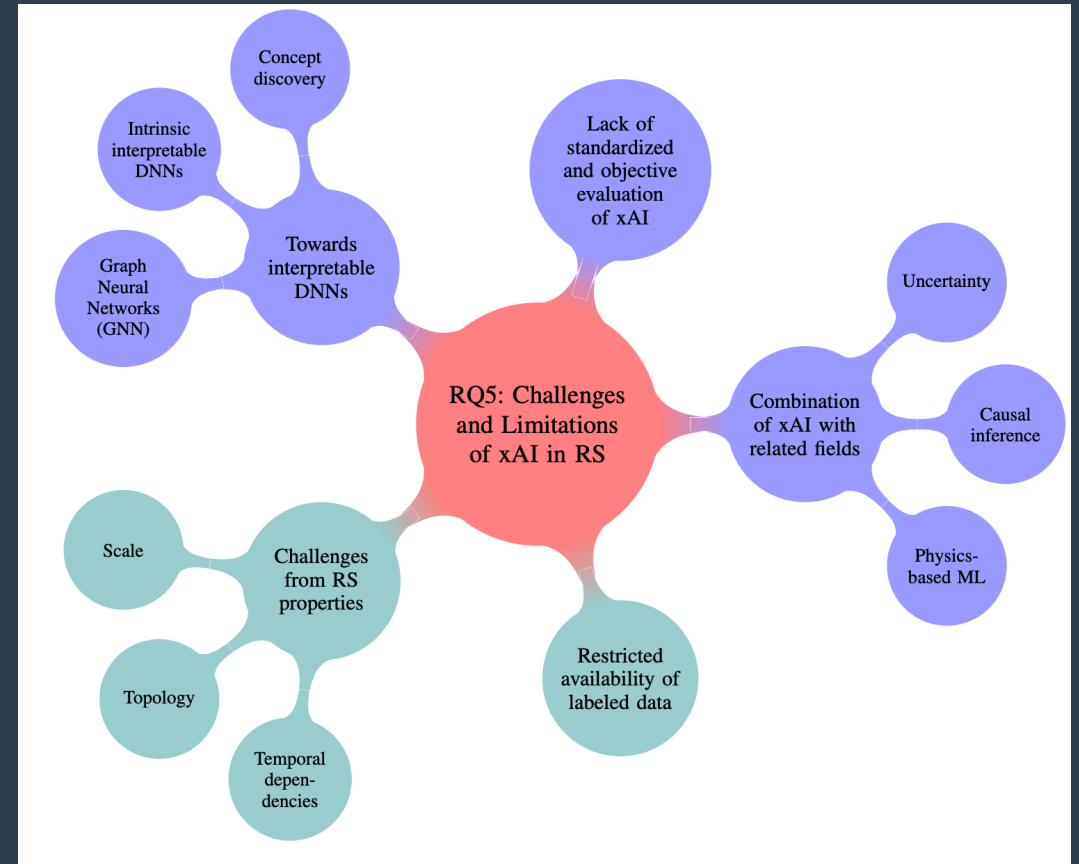 Concept
discovery
Intrinsic
interpretable
DNNs
Graph
Neural
Networks
(GNN)
Towards
interpretable
DNNs
Lack of
standardized
and objective
evaluation
of xAI
RQ5: Challenges
and Limitations
of xAI in RS
Combination
of xAI with
related fields
Uncertainty
Causal
inference
Physics-
based ML
Challenges
from RS
properties
Scale
Topology
Temporal
depen-
dencies
Restricted
availability of
labeled data